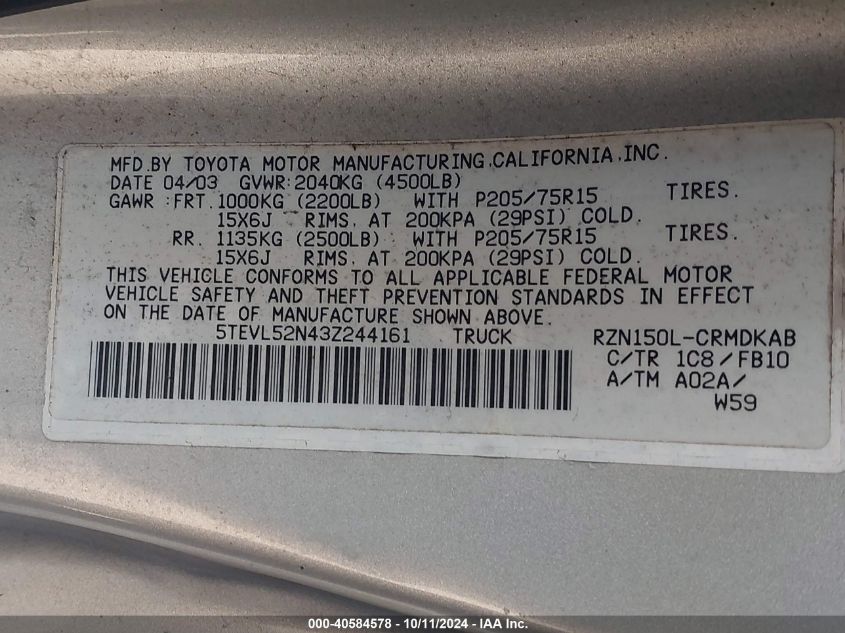 MFD.BY TOYOTA MOTOR MANUFACTURING,CALIFORNIA,INC.
DATE 04/03 GVWR:2040KG (4500LB)
GAWR :FRT. 1000KG (2200LB) WITH P205/75R15 TIRES.
15X6J RIMS, AT 200KPA (29PSI) COLD.
RR. 1135KG (2500LB) WITH P205/75R15 TIRES.
15X6J RIMS, AT 200KPA (29PSI) COLD.
THIS VEHICLE CONFORMS TO ALL APPLICABLE FEDERAL MOTOR
VEHICLE SAFETY AND THEFT PREVENTION STANDARDS IN EFFECT
ON THE DATE OF MANUFACTURE SHOWN ABOVE.
5TEVL52N43Z244161 TRUCK RZN150L-CRMDKAB
C/TR 1C8/FB10
A/TM A02A/
W59
000-40584578 - 10/11/2024 - IAA Inc.